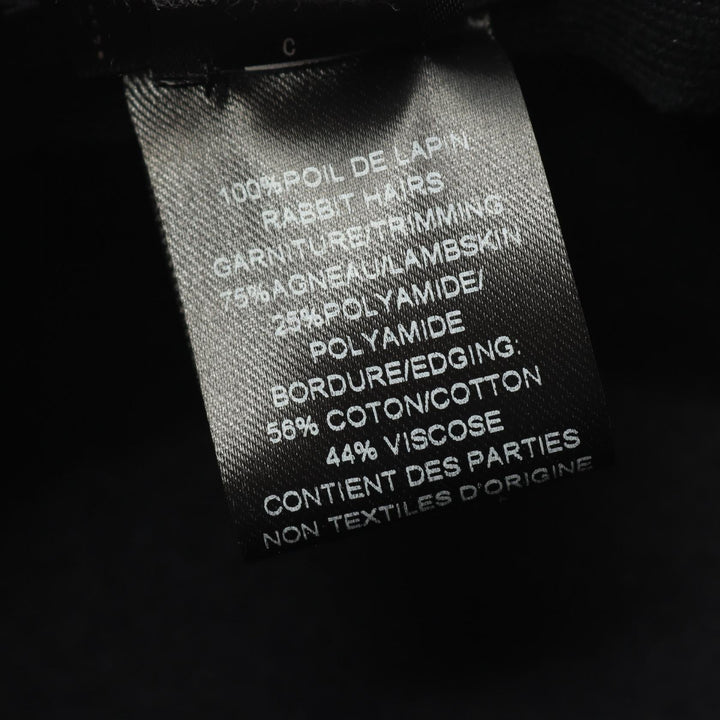 C
100%POIL DE LAPIN
RABBIT HAIRS
GARNITURE/TRIMMING
75%AGNEAU/LAMBSKIN
25%POLYAMIDE/
POLYAMIDE
BORDURE/EDGING:
56% COTON/COTTON
44% VISCOSE
CONTIENT DES PARTIES
NON TEXTILES D'ORIGINE